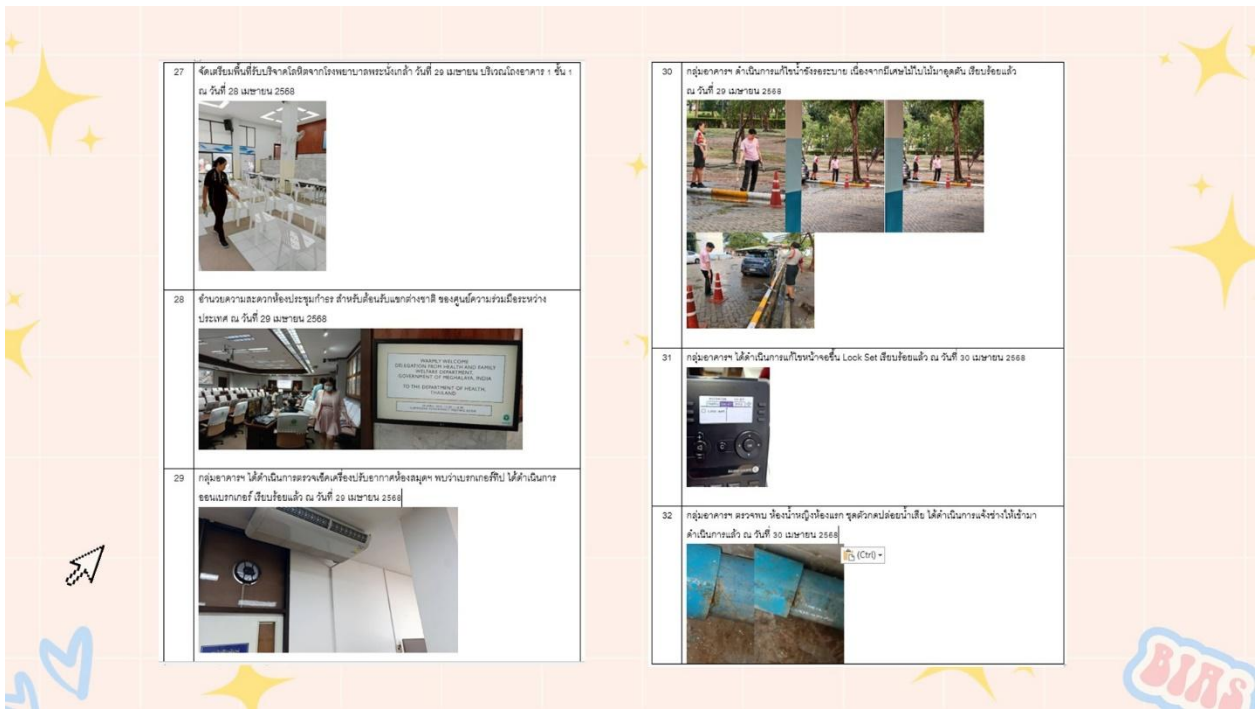 27
จัดเตรียมพื้นที่รับบริจาคโลหิตจากโรงพยาบาลพระนั่งเกล้า วันที่ 29 เมษายน บริเวณโถงอาคาร 1 ชั้น 1
ณ วันที่ 28 เมษายน 2568
28
อำนวยความสะดวกห้องประชุมกำธร สำหรับต้อนรับแขกต่างชาติ ของศูนย์ความร่วมมือระหว่าง
ประเทศ ณ วันที่ 29 เมษายน 2568
WARMLY WELCOME
DELEGATION FROM HEALTH AND FAMILY
WELFARE DEPARTMENT,
GOVERNMENT OF MEGHALAYA, INDIA
TO THE DEPARTMENT OF HEALTH,
THAILAND
29
กลุ่มอาคารฯ ได้ดำเนินการตรวจเช็คเครื่องปรับอากาศห้องสมุดฯ พบว่าเบรกเกอร์ทริป ได้ดำเนินการ
ออนเบรกเกอร์ เรียบร้อยแล้ว ณ วันที่ 29 เมษายน 2568
30
กลุ่มอาคารฯ ดำเนินการแก้ไขน้ำขังรอระบาย เนื่องจากมีเศษไม้ใบไม้มาอุดตัน เรียบร้อยแล้ว
ณ วันที่ 29 เมษายน 2568
31
กลุ่มอาคารฯ ได้ดำเนินการแก้ไขหน้าจอขึ้น Lock Set เรียบร้อยแล้ว ณ วันที่ 30 เมษายน 2568
32
กลุ่มอาคารฯ ตรวจพบ ห้องน้ำหญิงห้องแรก ชุดตัวกดปล่อยน้ำเสีย ได้ดำเนินการแจ้งช่างให้เข้ามา
ดำเนินการแล้ว ณ วันที่ 30 เมษายน 2568
(Ctrl)
BIAS